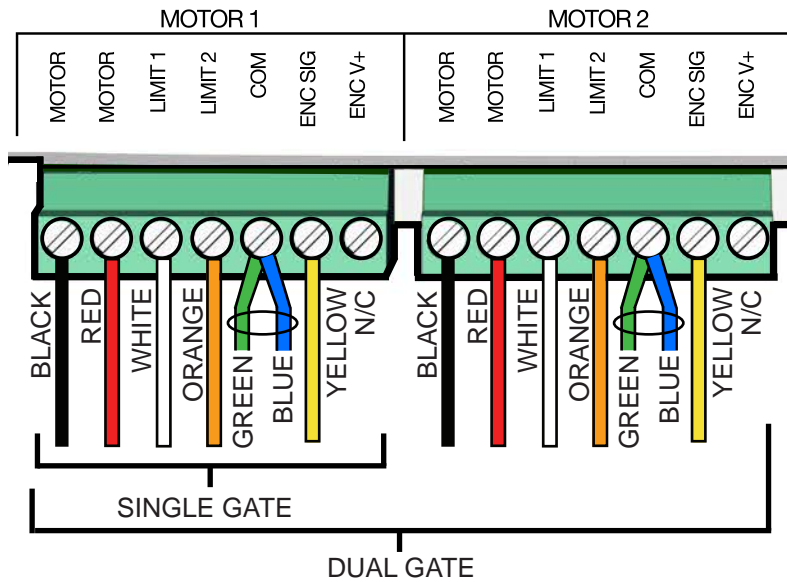 MOTOR 1
MOTOR 2
MOTOR
MOTOR
LIMIT 1
LIMIT 2
COM
ENC SIG
ENC V+
MOTOR
MOTOR
LIMIT 1
LIMIT 2
COM
ENC SIG
ENC V+
BLACK
RED
WHITE
ORANGE
GREEN
BLUE
YELLOW
N/C
BLACK
RED
WHITE
ORANGE
GREEN
BLUE
YELLOW
N/C
SINGLE GATE
DUAL GATE